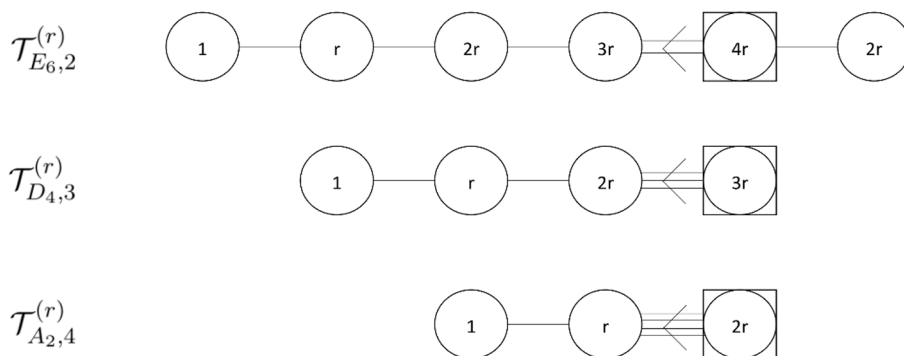 𝒯_{E_6,2}^{(r)} 1 r 2r 3r 4r 2r
𝒯_{D_4,3}^{(r)} 1 r 2r 3r
𝒯_{A_2,4}^{(r)} 1 r 2r